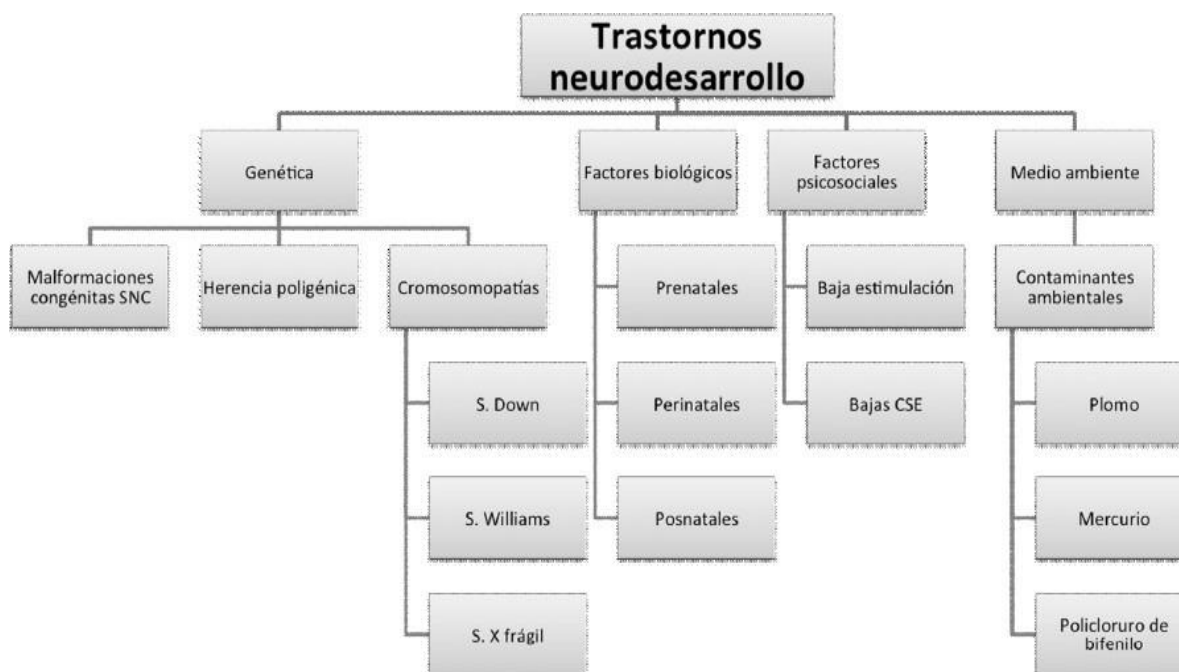 Trastornos
neurodesarrollo
Genética
Factores biológicos
Factores
psicosociales
Medio ambiente
Malformaciones
congénitas SNC
Herencia poligénica
Cromosomopatías
Prenatales
Baja estimulación
Contaminantes
ambientales
S. Down
Perinatales
Bajas CSE
Plomo
S. Williams
Posnatales
Mercurio
S. X frágil
Policloruro de
bifenilo